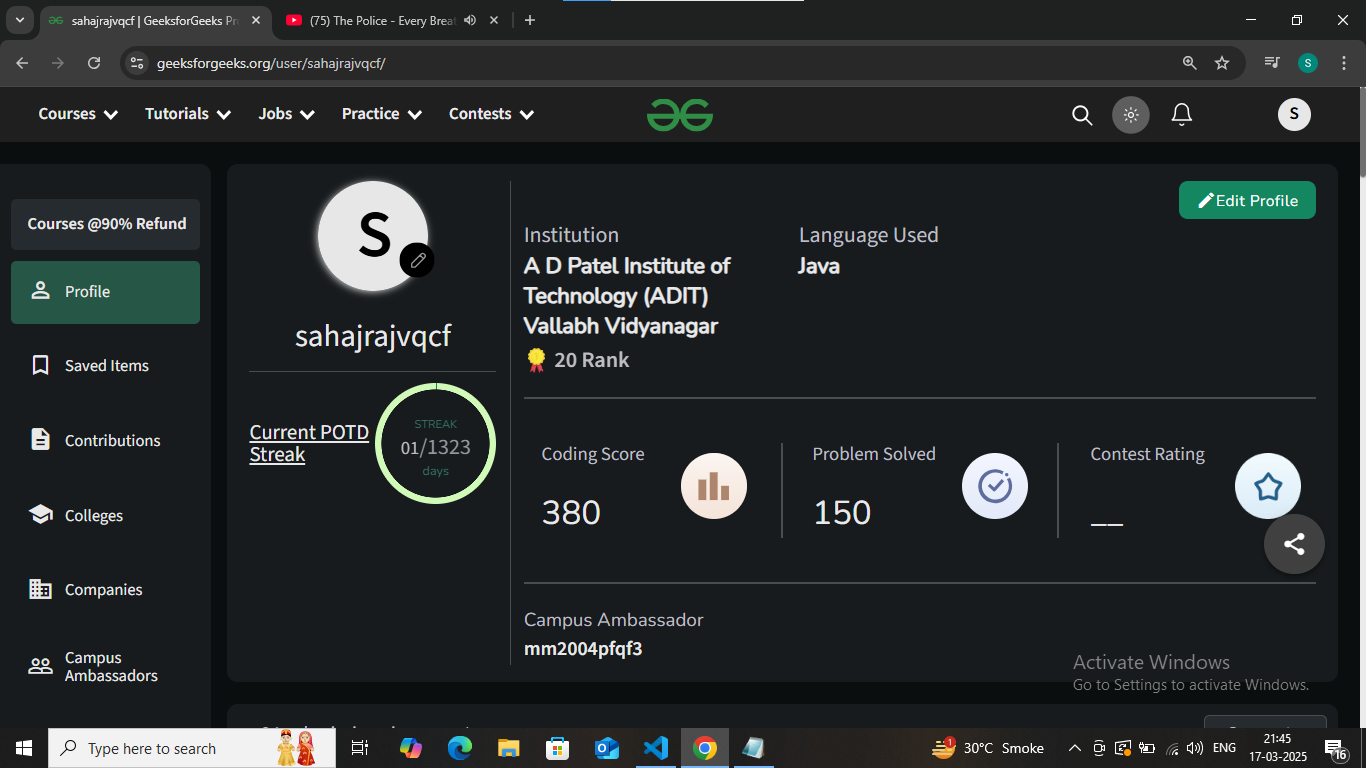 sahajrajvqcf | GeeksforGeeks Pr
(75) The Police - Every Breat
geeksforgeeks.org/user/sahajrajvqcf/
S
Courses Tutorials Jobs Practice Contests
S
Courses @90% Refund
Profile
Saved Items
Contributions
Colleges
Companies
Campus
Ambassadors
S
sahajrajvqcf
Current POTD
Streak
STREAK
01/1323
days
Edit Profile
Institution
A D Patel Institute of
Technology (ADIT)
Vallabh Vidyanagar
20 Rank
Language Used
Java
Coding Score
380
Problem Solved
150
Contest Rating
__
Campus Ambassador
mm2004pfqf3
Activate Windows
Go to Settings to activate Windows.
Type here to search
1
30°C Smoke
ENG
21:45
17-03-2025
16